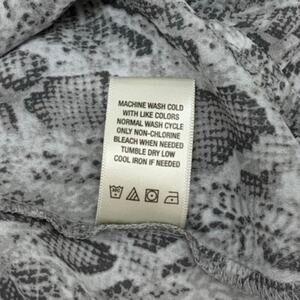 MACHINE WASH COLD
WITH LIKE COLORS
NORMAL WASH CYCLE
ONLY NON-CHLORINE
BLEACH WHEN NEEDED
TUMBLE DRY LOW
COOL IRON IF NEEDED